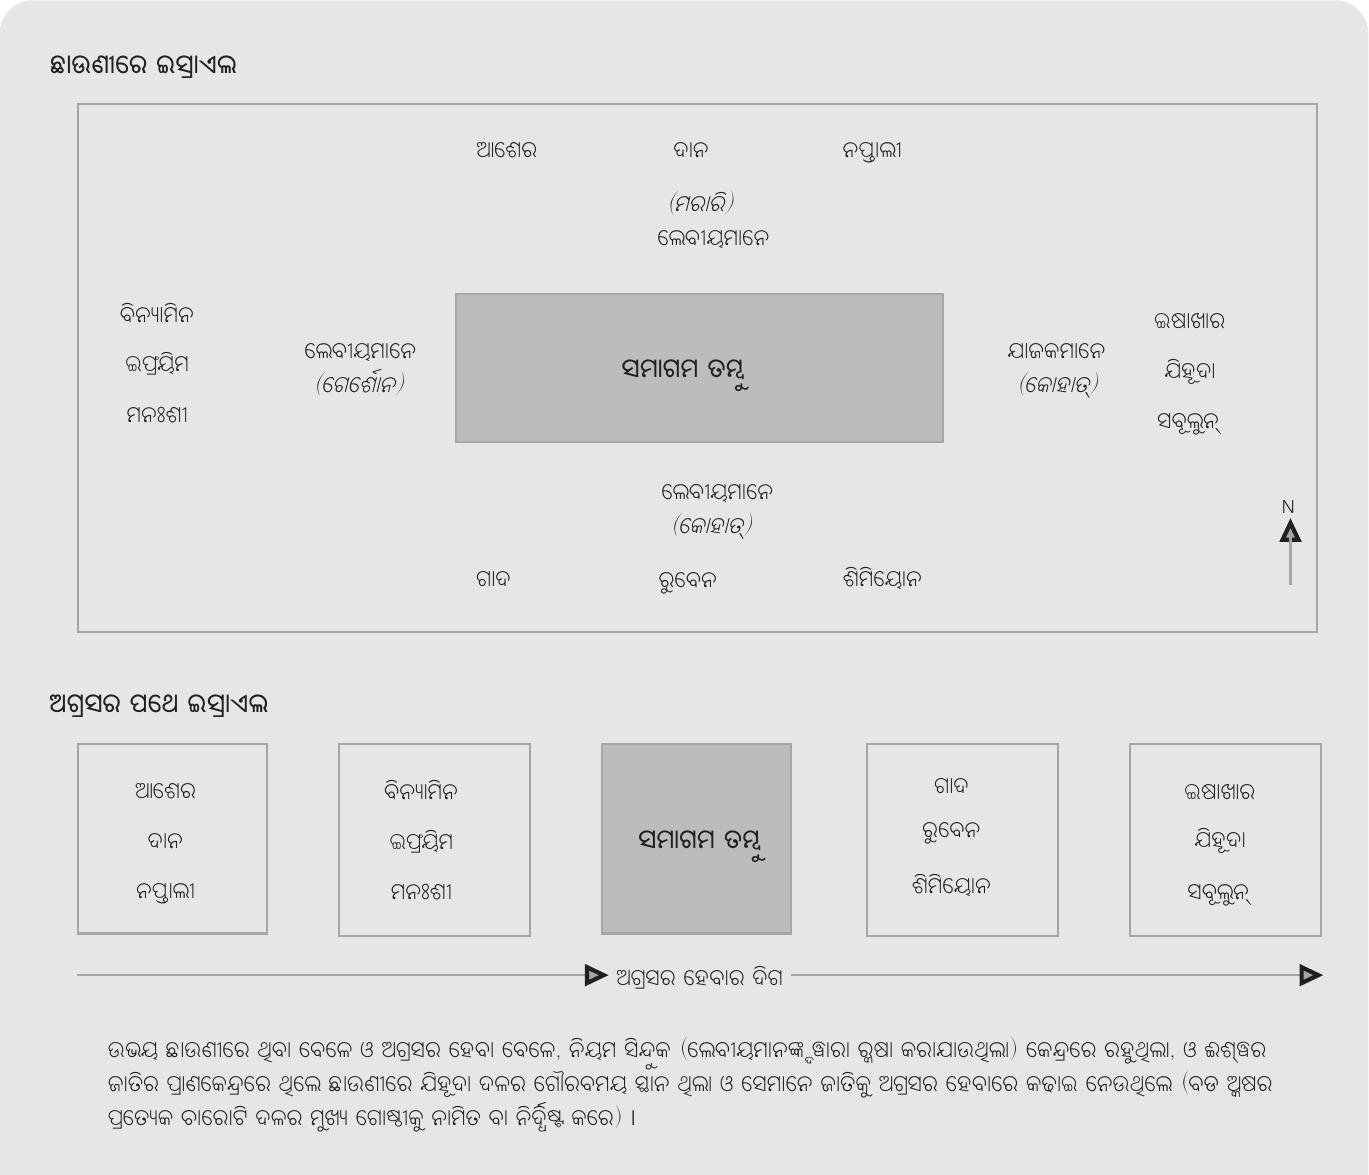 ଛାଉଣୀରେ ଇସ୍ରାଏଲ
ଆଶେର ଦାନ ନପ୍ତାଲୀ
(ମରାରି)
ଲେବୀୟମାନେ
ବିନ୍ୟାମିନ
ଇଫ୍ରୟିମ
ମନଃଶୀ
ଲେବୀୟମାନେ
(ଗେର୍ଶୋନ)
ସମାଗମ ତମ୍ବୁ
ଯାଜକମାନେ
(କୋହାତ୍)
ଇଷାଖାର
ଯିହୂଦା
ସବୂଲୁନ୍
ଲେବୀୟମାନେ
(କୋହାତ୍)
ଗାଦ ରୁବେନ ଶିମିୟୋନ
N
ଅଗ୍ରସର ପଥେ ଇସ୍ରାଏଲ
ଆଶେର
ଦାନ
ନପ୍ତାଲୀ
ବିନ୍ୟାମିନ
ଇଫ୍ରୟିମ
ମନଃଶୀ
ସମାଗମ ତମ୍ବୁ
ଗାଦ
ରୁବେନ
ଶିମିୟୋନ
ଇଷାଖାର
ଯିହୂଦା
ସବୂଲୁନ୍
ଅଗ୍ରସର ହେବାର ଦିଗ
ଉଭୟ ଛାଉଣୀରେ ଥିବା ବେଳେ ଓ ଅଗ୍ରସର ହେବା ବେଳେ, ନିୟମ ସିନ୍ଦୁକ (ଲେବୀୟମାନଙ୍କ ଦ୍ୱାରା ରକ୍ଷା କରାଯାଉଥିଲା) କେନ୍ଦ୍ରରେ ରହୁଥିଲା, ଓ ଈଶ୍ୱର
ଜାତିର ପ୍ରାଣକେନ୍ଦ୍ରରେ ଥିଲେ ଛାଉଣୀରେ ଯିହୂଦା ଦଳର ଗୌରବମୟ ସ୍ଥାନ ଥିଲା ଓ ସେମାନେ ଜାତିକୁ ଅଗ୍ରସର ହେବାରେ କଢାଇ ନେଉଥିଲେ (ବଡ ଅକ୍ଷର
ପ୍ରତ୍ୟେକ ଚାରୋଟି ଦଳର ମୁଖ୍ୟ ଗୋଷ୍ଠୀକୁ ନାମିତ ବା ନିର୍ଦ୍ଧିଷ୍ଟ କରେ) ।